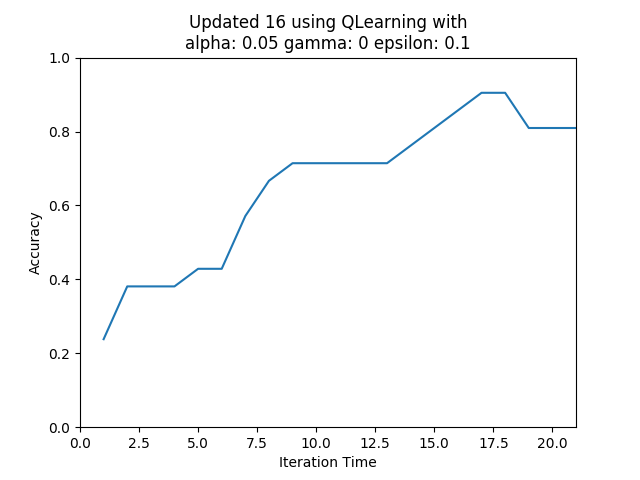 Updated 16 using QLearning with
alpha: 0.05 gamma: 0 epsilon: 0.1
1.0
0.8
0.6
0.4
0.2
0.0
Accuracy
0.0 2.5 5.0 7.5 10.0 12.5 15.0 17.5 20.0
Iteration Time